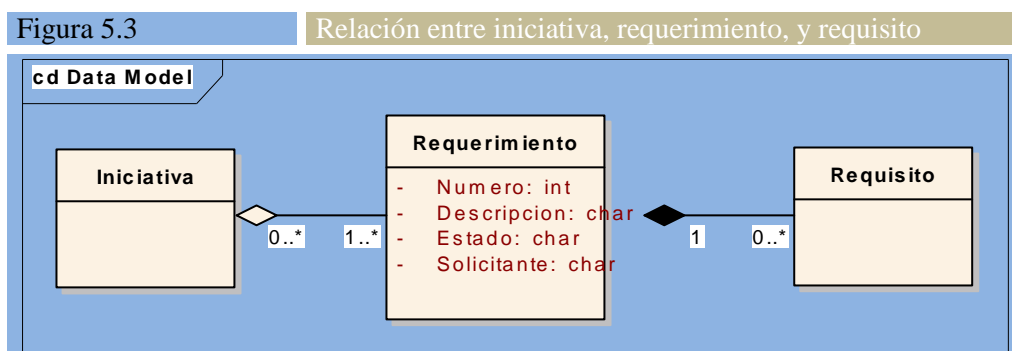 Figura 5.3
Relación entre iniciativa, requerimiento, y requisito
cd Data Model
Iniciativa
0..*
1..*
Requerimiento
- Numero: int
- Descripcion: char
- Estado: char
- Solicitante: char
1
0..*
Requisito